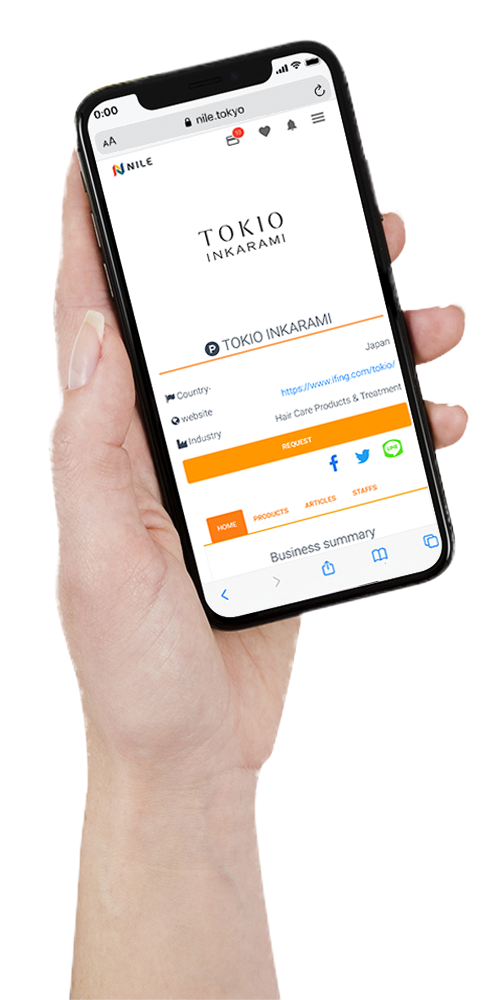 0:00
AA nile.tokyo
NILE
10
TOKIO
INKARAMI
P TOKIO INKARAMI
Country· Japan
website https://www.ifing.com/tokio/
Industry Hair Care Products & Treatment
REQUEST
LINE
HOME PRODUCTS ARTICLES STAFFS
Business summary